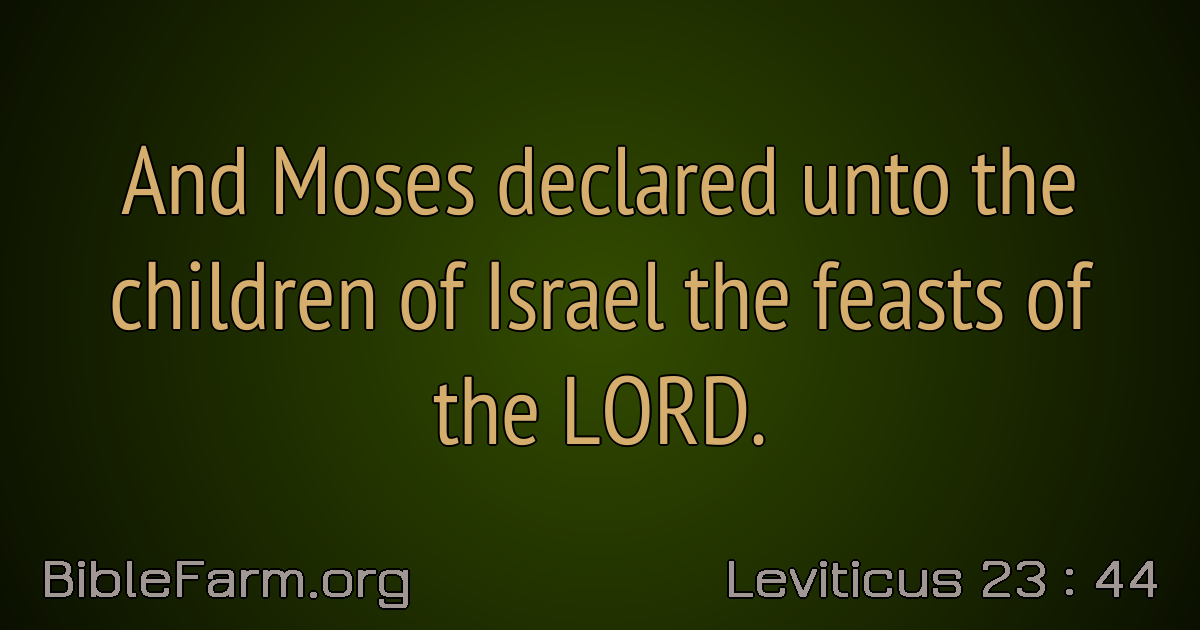 And Moses declared unto the
children of Israel the feasts of
the LORD.
BibleFarm.org
Leviticus 23 : 44